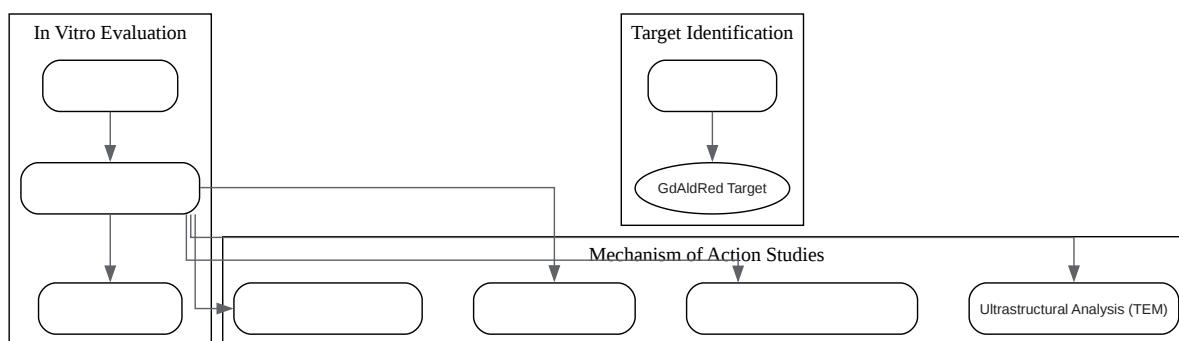 In Vitro Evaluation
Target Identification
GdAldRed Target
Mechanism of Action Studies
Ultrastructural Analysis (TEM)